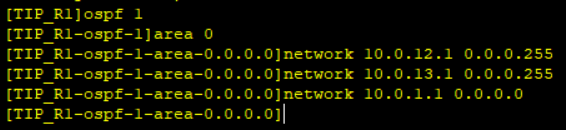 [TIP_R1]ospf 1
[TIP_R1-ospf-1]area 0
[TIP_R1-ospf-1-area-0.0.0.0]network 10.0.12.1 0.0.0.255
[TIP_R1-ospf-1-area-0.0.0.0]network 10.0.13.1 0.0.0.255
[TIP_R1-ospf-1-area-0.0.0.0]network 10.0.1.1 0.0.0.0
[TIP_R1-ospf-1-area-0.0.0.0]